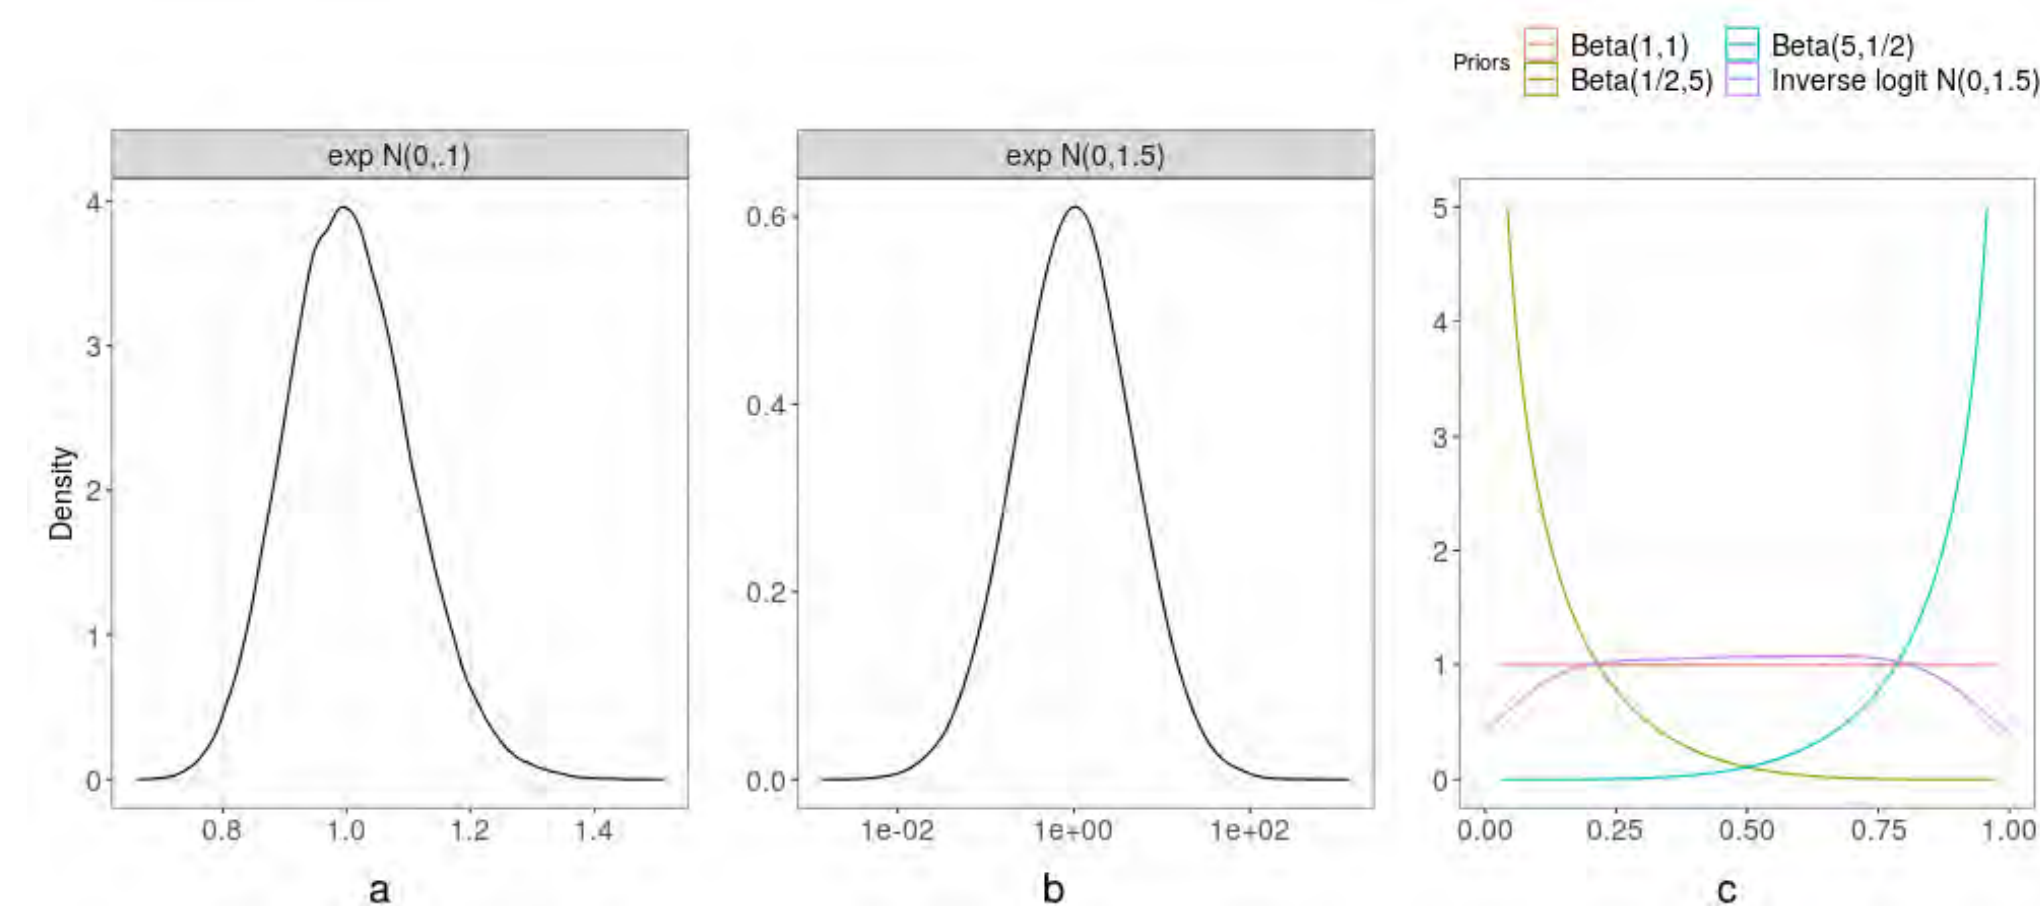 Priors
Beta(1,1)
Beta(5,1/2)
Beta(1/2,5)
Inverse logit N(0,1.5)
exp N(0,.1)
exp N(0,1.5)
Density
4
3
2
1
0
0.8 1.0 1.2 1.4
a
0.6
0.4
0.2
0.0
1e-02 1e+00 1e+02
b
5
4
3
2
1
0
0.00 0.25 0.50 0.75 1.00
c